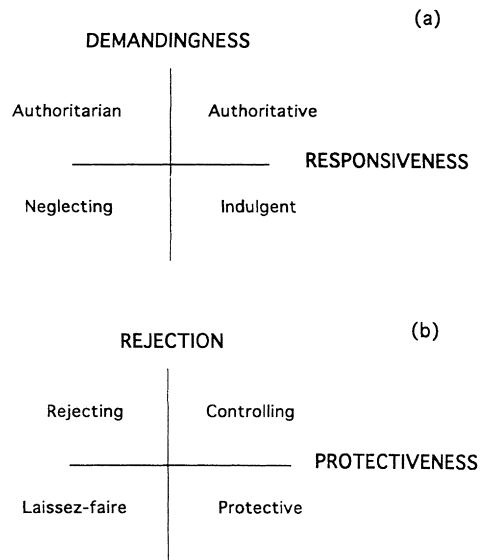 (a)
DEMANDINGNESS
Authoritarian Authoritative
RESPONSIVENESS
Neglecting Indulgent
(b)
REJECTION
Rejecting Controlling
PROTECTIVENESS
Laissez-faire Protective